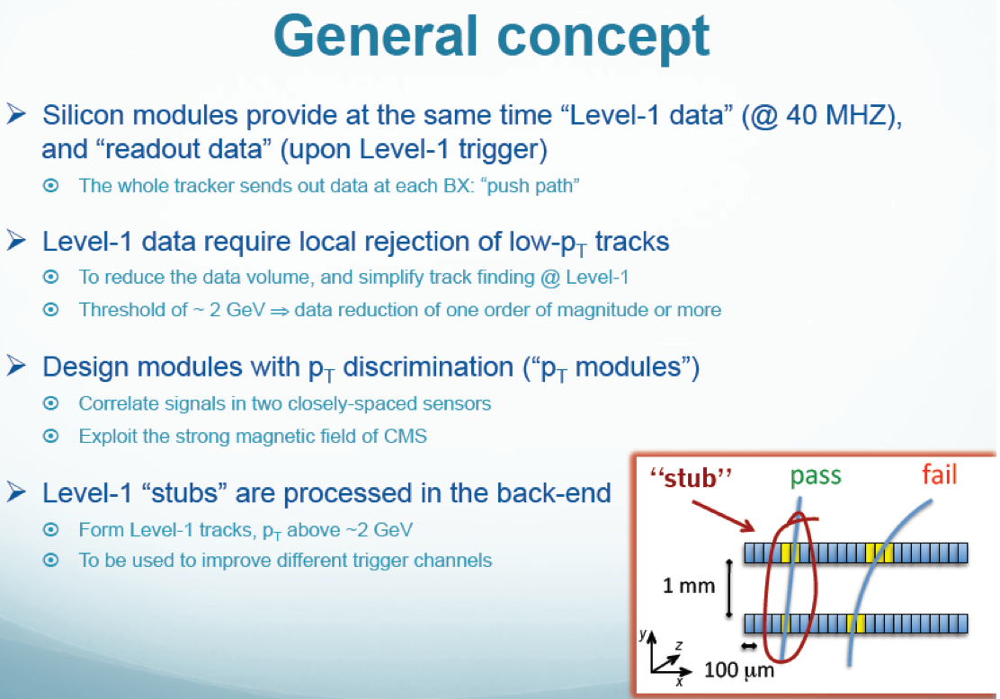 General concept
➢ Silicon modules provide at the same time “Level-1 data” (@ 40 MHZ),
and “readout data” (upon Level-1 trigger)
⦿ The whole tracker sends out data at each BX: “push path”
➢ Level-1 data require local rejection of low-pT tracks
⦿ To reduce the data volume, and simplify track finding @ Level-1
⦿ Threshold of ~ 2 GeV ⇒ data reduction of one order of magnitude or more
➢ Design modules with pT discrimination (“pT modules”)
⦿ Correlate signals in two closely-spaced sensors
⦿ Exploit the strong magnetic field of CMS
➢ Level-1 “stubs” are processed in the back-end
⦿ Form Level-1 tracks, pT above ~2 GeV
⦿ To be used to improve different trigger channels
“stub” pass fail
1 mm
y
z
x
100 μm